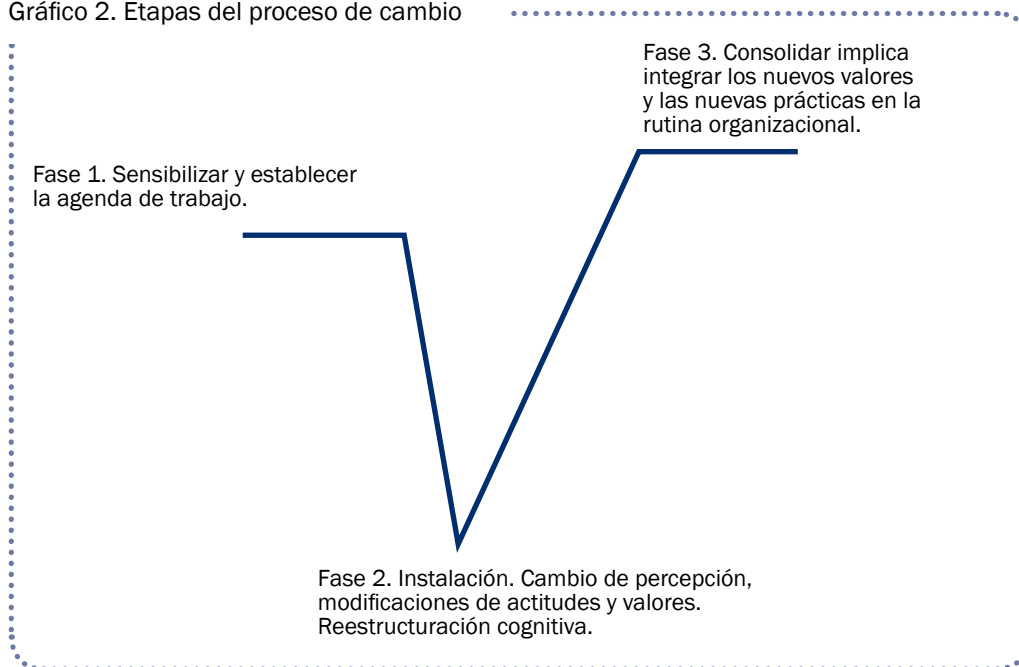 Gráfico 2. Etapas del proceso de cambio
Fase 1. Sensibilizar y establecer
la agenda de trabajo.
Fase 3. Consolidar implica
integrar los nuevos valores
y las nuevas prácticas en la
rutina organizacional.
Fase 2. Instalación. Cambio de percepción,
modificaciones de actitudes y valores.
Reestructuración cognitiva.